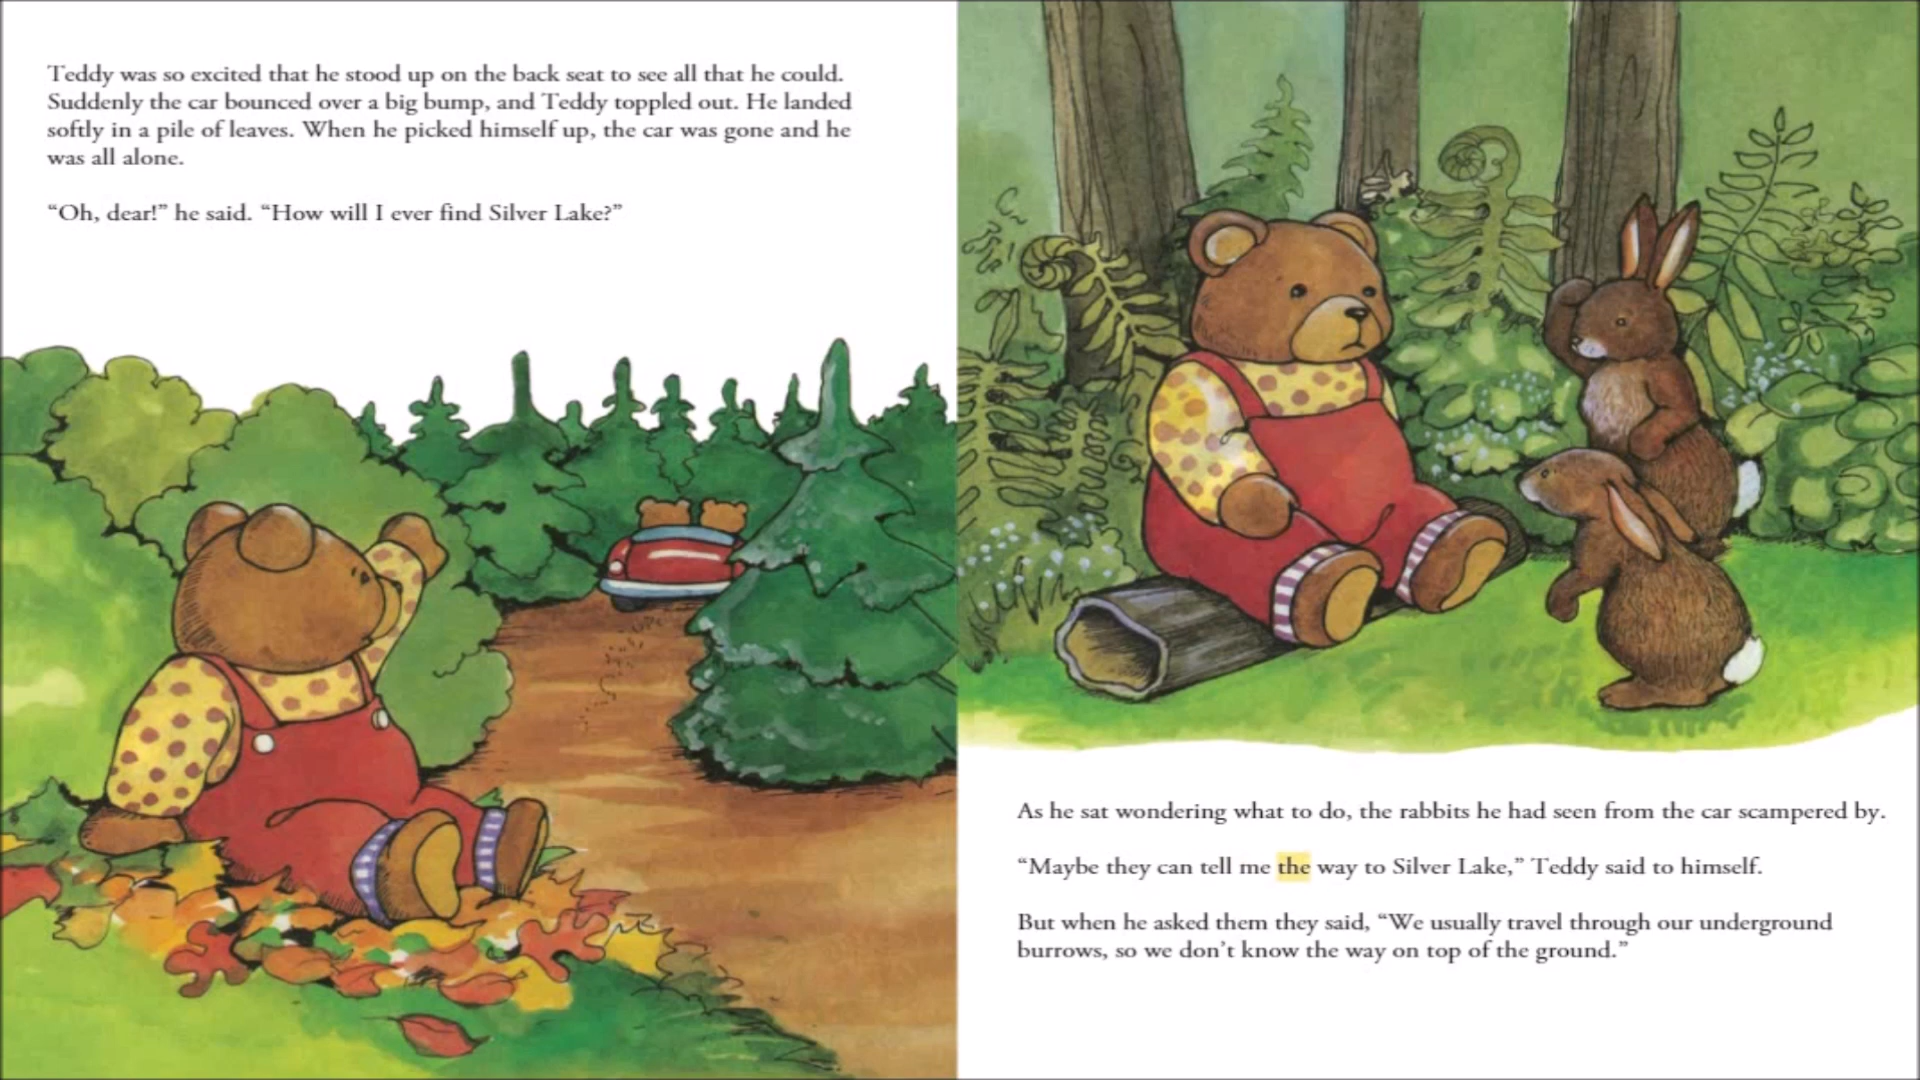 Teddy was so excited that he stood up on the back seat to see all that he could.
Suddenly the car bounced over a big bump, and Teddy toppled out. He landed
softly in a pile of leaves. When he picked himself up, the car was gone and he
was all alone.
“Oh, dear!” he said. “How will I ever find Silver Lake?”
As he sat wondering what to do, the rabbits he had seen from the car scampered by.
“Maybe they can tell me the way to Silver Lake,” Teddy said to himself.
But when he asked them they said, “We usually travel through our underground
burrows, so we don’t know the way on top of the ground.”